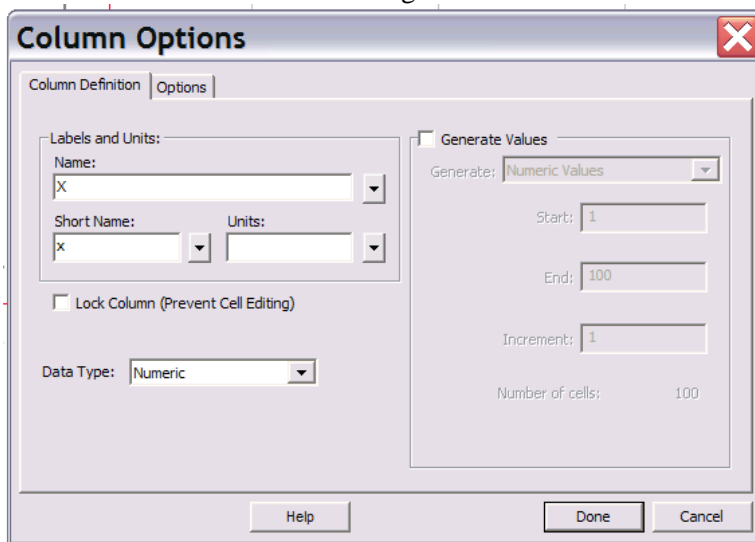 Column Options
Column Definition
Options
Labels and Units:
Name:
X
Short Name:
Units:
x
Lock Column (Prevent Cell Editing)
Data Type:
Numeric
Generate Values
Generate:
Numeric Values
Start:
1
End:
100
Increment:
1
Number of cells:
100
Help
Done
Cancel